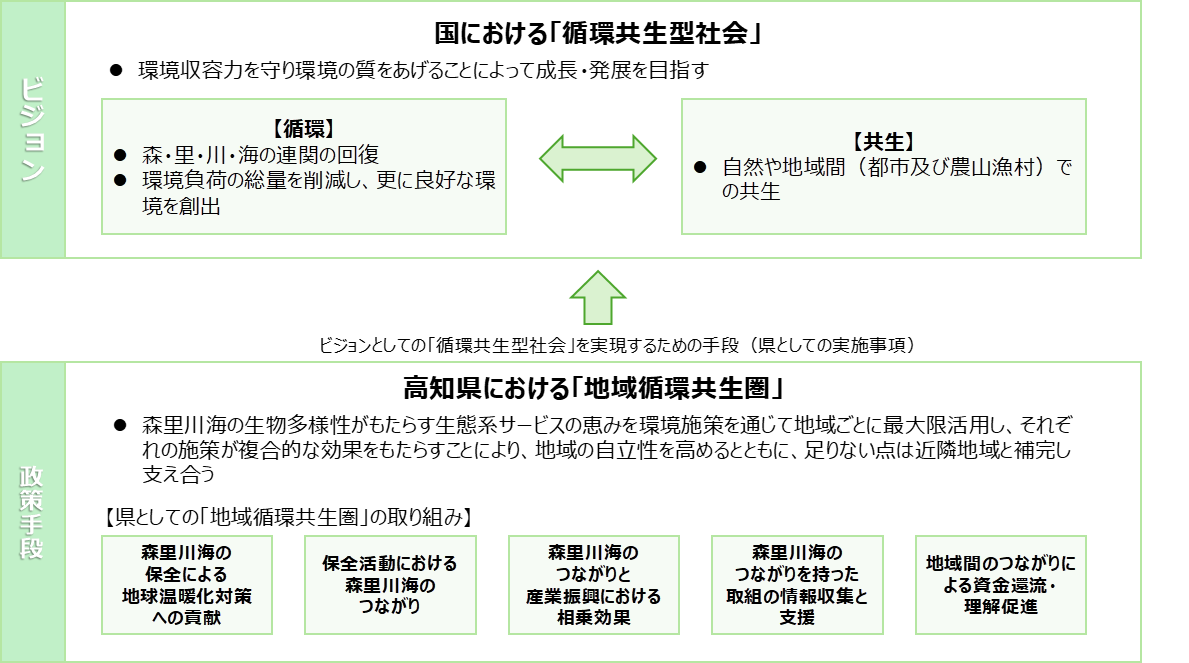 ビジョン
国における「循環共生型社会」
● 環境収容力を守り環境の質をあげることによって成長・発展を目指す
【循環】
● 森・里・川・海の連関の回復
● 環境負荷の総量を削減し、更に良好な環
境を創出
【共生】
● 自然や地域間（都市及び農山漁村）で
の共生
ビジョンとしての「循環共生型社会」を実現するための手段（県としての実施事項）
政策手段
高知県における「地域循環共生圏」
● 森里川海の生物多様性がもたらす生態系サービスの恵みを環境施策を通じて地域ごとに最大限活用し、それぞ
れの施策が複合的な効果をもたらすことにより、地域の自立性を高めるとともに、足りない点は近隣地域と補完し
支え合う
【県としての「地域循環共生圏」の取り組み】
森里川海の
保全による
地球温暖化対策
への貢献
保全活動における
森里川海の
つながり
森里川海の
つながりと
産業振興における
相乗効果
森里川海の
つながりを持った
取組の情報収集と
支援
地域間のつながりに
よる資金還流・
理解促進